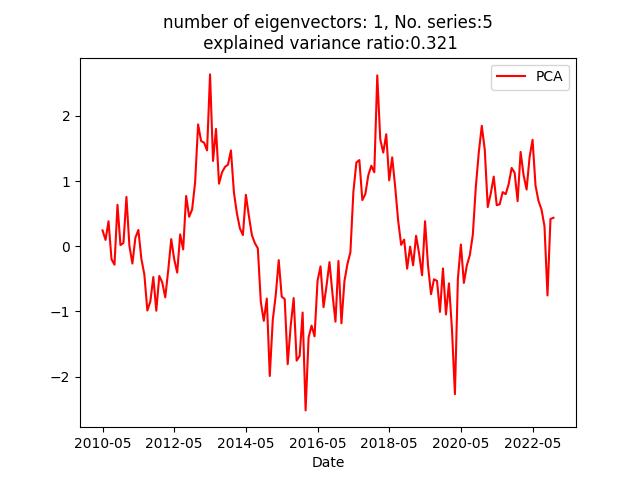 number of eigenvectors: 1, No. series:5
explained variance ratio:0.321
PCA
2
1
0
−1
−2
2010-05 2012-05 2014-05 2016-05 2018-05 2020-05 2022-05
Date